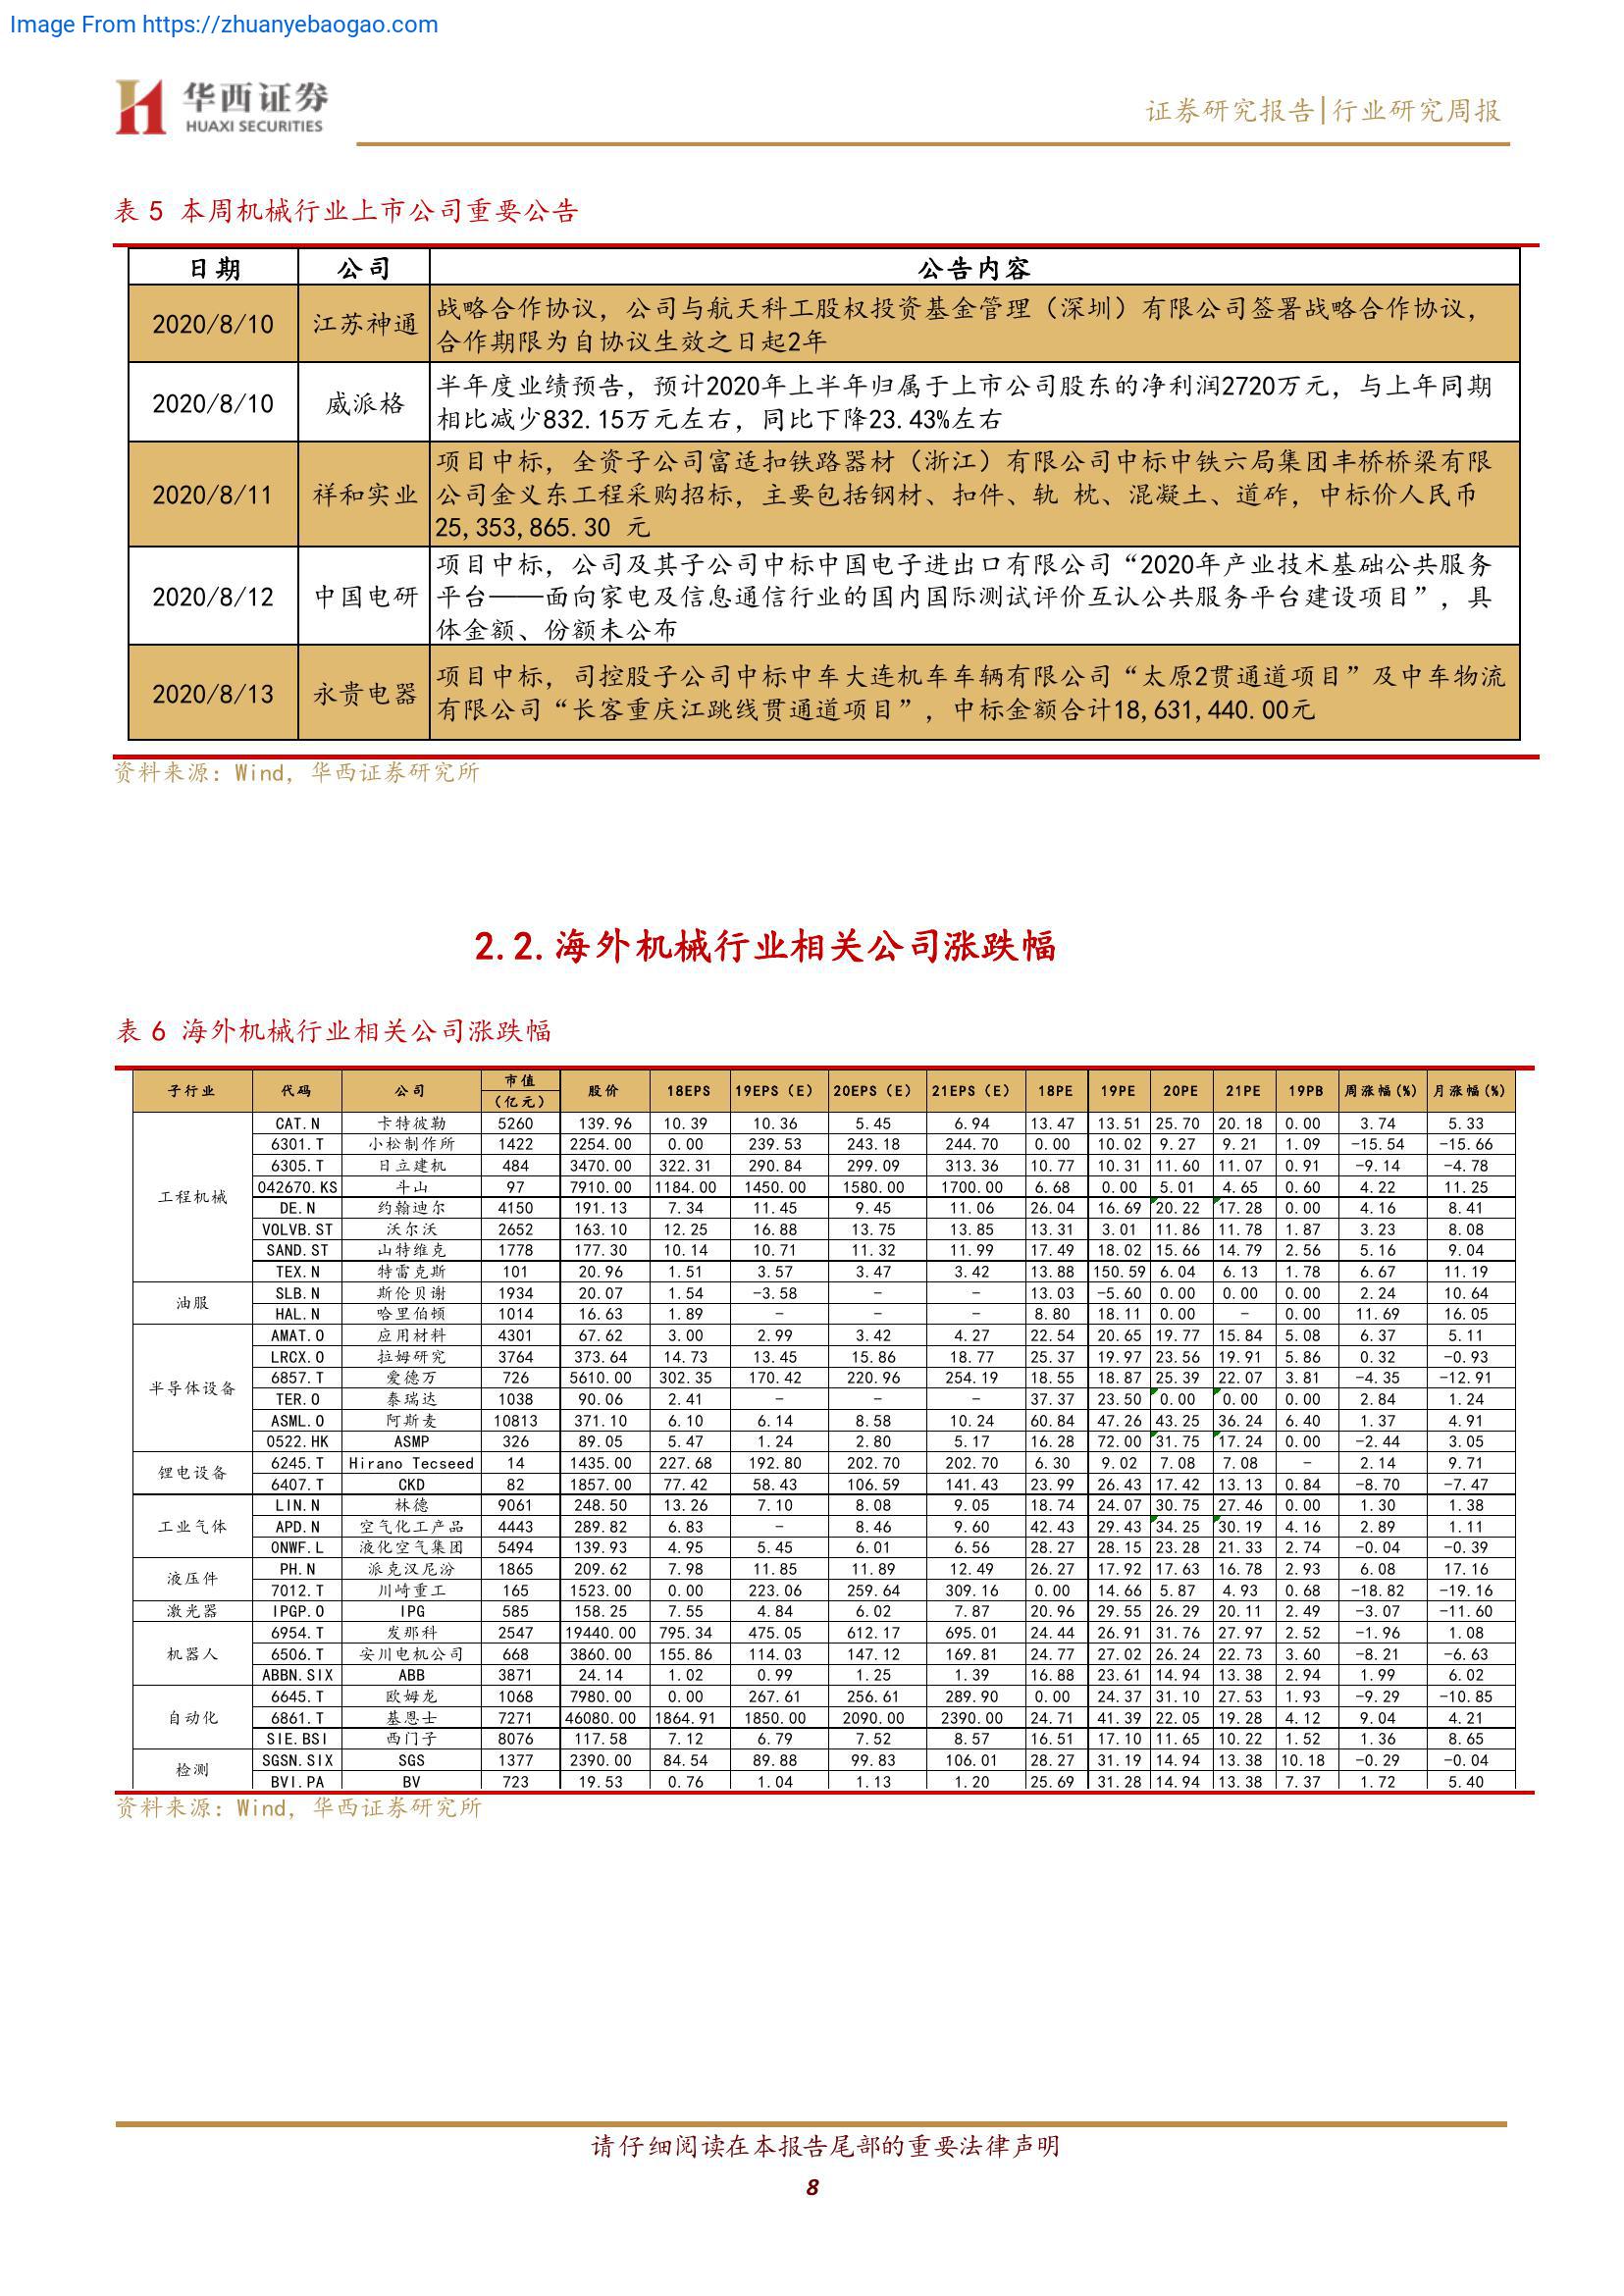 Image From https://zhuanyebaogao.com
华西证券
HUAXI SECURITIES
证券研究报告|行业研究周报
表 5 本周机械行业上市公司重要公告
日期 公司 公告内容
2020/8/10 江苏神通 战略合作协议，公司与航天科工股权投资基金管理（深圳）有限公司签署战略合作协议，
合作期限为自协议生效之日起2年
2020/8/10 威派格 半年度业绩预告，预计2020年上半年归属于上市公司股东的净利润2720万元，与上年同期
相比减少832.15万元左右，同比下降23.43%左右
2020/8/11 祥和实业 项目中标，全资子公司富适扣铁路器材（浙江）有限公司中标中铁六局集团丰桥桥梁有限
公司金义东工程采购招标，主要包括钢材、扣件、轨 枕、混凝土、道砟，中标价人民币
25,353,865.30 元
2020/8/12 中国电研 项目中标，公司及其子公司中标中国电子进出口有限公司“2020年产业技术基础公共服务
平台——面向家电及信息通信行业的国内国际测试评价互认公共服务平台建设项目”，具
体金额、份额未公布
2020/8/13 永贵电器 项目中标，司控股子公司中标中车大连机车车辆有限公司“太原2贯通道项目”及中车物流
有限公司“长客重庆江跳线贯通道项目”，中标金额合计18,631,440.00元
资料来源：Wind，华西证券研究所
2.2.海外机械行业相关公司涨跌幅
表 6 海外机械行业相关公司涨跌幅
子行业 代码 公司 市值（亿元） 股价 18EPS 19EPS（E） 20EPS（E） 21EPS（E） 18PE 19PE 20PE 21PE 19PB 周涨幅(%) 月涨幅(%)
工程机械 CAT.N 卡特彼勒 5260 139.96 10.39 10.36 5.45 6.94 13.47 13.51 25.70 20.18 0.00 3.74 5.33
6301.T 小松制作所 1422 2254.00 0.00 239.53 243.18 244.70 0.00 10.02 9.27 9.21 1.09 -15.54 -15.66
6305.T 日立建机 484 3470.00 322.31 290.84 299.09 313.36 10.77 10.31 11.60 11.07 0.91 -9.14 -4.78
042670.KS 斗山 97 7910.00 1184.00 1450.00 1580.00 1700.00 6.68 0.00 5.01 4.65 0.60 4.22 11.25
DE.N 约翰迪尔 4150 191.13 7.34 11.45 9.45 11.06 26.04 16.69 20.22 17.28 0.00 4.16 8.41
VOLVB.ST 沃尔沃 2652 163.10 12.25 16.88 13.75 13.85 13.31 3.01 11.86 11.78 1.87 3.23 8.08
SAND.ST 山特维克 1778 177.30 10.14 10.71 11.32 11.99 17.49 18.02 15.66 14.79 2.56 5.16 9.04
TEX.N 特雷克斯 101 20.96 1.51 3.57 3.47 3.42 13.88 150.59 6.04 6.13 1.78 6.67 11.19
油服 SLB.N 斯伦贝谢 1934 20.07 1.54 -3.58 - - 13.03 -5.60 0.00 0.00 0.00 2.24 10.64
HAL.N 哈里伯顿 1014 16.63 1.89 - - - 8.80 18.11 0.00 - 0.00 11.69 16.05
半导体设备 AMAT.O 应用材料 4301 67.62 3.00 2.99 3.42 4.27 22.54 20.65 19.77 15.84 5.08 6.37 5.11
LRCX.O 拉姆研究 3764 373.64 14.73 13.45 15.86 18.77 25.37 19.97 23.56 19.91 5.86 0.32 -0.93
6857.T 爱德万 726 5610.00 302.35 170.42 220.96 254.19 18.55 18.87 25.39 22.07 3.81 -4.35 -12.91
TER.O 泰瑞达 1038 90.06 2.41 - - - 37.37 23.50 0.00 0.00 0.00 2.84 1.24
ASML.O 阿斯麦 10813 371.10 6.10 6.14 8.58 10.24 60.84 47.26 43.25 36.24 6.40 1.37 4.91
0522.HK ASMP 326 89.05 5.47 1.24 2.80 5.17 16.28 72.00 31.75 17.24 0.00 -2.44 3.05
锂电设备 6245.T Hirano Tecseed 14 1435.00 227.68 192.80 202.70 202.70 6.30 9.02 7.08 7.08 - 2.14 9.71
6407.T CKD 82 1857.00 77.42 58.43 106.59 141.43 23.99 26.43 17.42 13.13 0.84 -8.70 -7.47
工业气体 LIN.N 林德 9061 248.50 13.26 7.10 8.08 9.05 18.74 24.07 30.75 27.46 0.00 1.30 1.38
APD.N 空气化工产品 4443 289.82 6.83 - 8.46 9.60 42.43 29.43 34.25 30.19 4.16 2.89 1.11
0NWF.L 液化空气集团 5494 139.93 4.95 5.45 6.01 6.56 28.27 28.15 23.28 21.33 2.74 -0.04 -0.39
液压件 PH.N 派克汉尼汾 1865 209.62 7.98 11.85 11.89 12.49 26.27 17.92 17.63 16.78 2.93 6.08 17.16
7012.T 川崎重工 165 1523.00 0.00 223.06 259.64 309.16 0.00 14.66 5.87 4.93 0.68 -18.82 -19.16
激光器 IPGP.O IPG 585 158.25 7.55 4.84 6.02 7.87 20.96 29.55 26.29 20.11 2.49 -3.07 -11.60
机器人 6954.T 发那科 2547 19440.00 795.34 475.05 612.17 695.01 24.44 26.91 31.76 27.97 2.52 -1.96 1.08
6506.T 安川电机公司 668 3860.00 155.86 114.03 147.12 169.81 24.77 27.02 26.24 22.73 3.60 -8.21 -6.63
ABBN.SIX ABB 3871 24.14 1.02 0.99 1.25 1.39 16.88 23.61 14.94 13.38 2.94 1.99 6.02
自动化 6645.T 欧姆龙 1068 7980.00 0.00 267.61 256.61 289.90 0.00 24.37 31.10 27.53 1.93 -9.29 -10.85
6861.T 基恩士 7271 46080.00 1864.91 1850.00 2090.00 2390.00 24.71 41.39 22.05 19.28 4.12 9.04 4.21
SIE.BSI 西门子 8076 117.58 7.12 6.79 7.52 8.57 16.51 17.10 11.65 10.22 1.52 1.36 8.65
检测 SGSN.SIX SGS 1377 2390.00 84.54 89.88 99.83 106.01 28.27 31.19 14.94 13.38 10.18 -0.29 -0.04
BVI.PA BV 723 19.53 0.76 1.04 1.13 1.20 25.69 31.28 14.94 13.38 7.37 1.72 5.40
资料来源：Wind，华西证券研究所
请仔细阅读在本报告尾部的重要法律声明
8